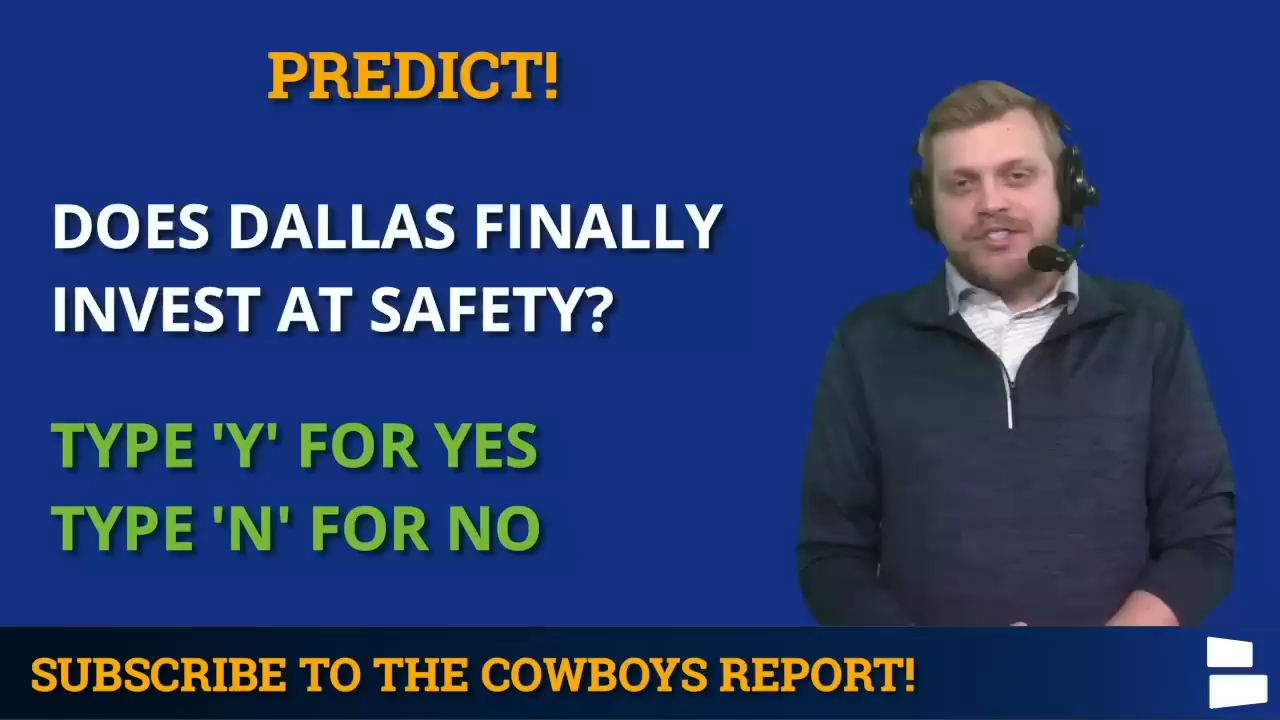 PREDICT!
DOES DALLAS FINALLY
INVEST AT SAFETY?
TYPE 'Y' FOR YES
TYPE 'N' FOR NO
SUBSCRIBE TO THE COWBOYS REPORT!